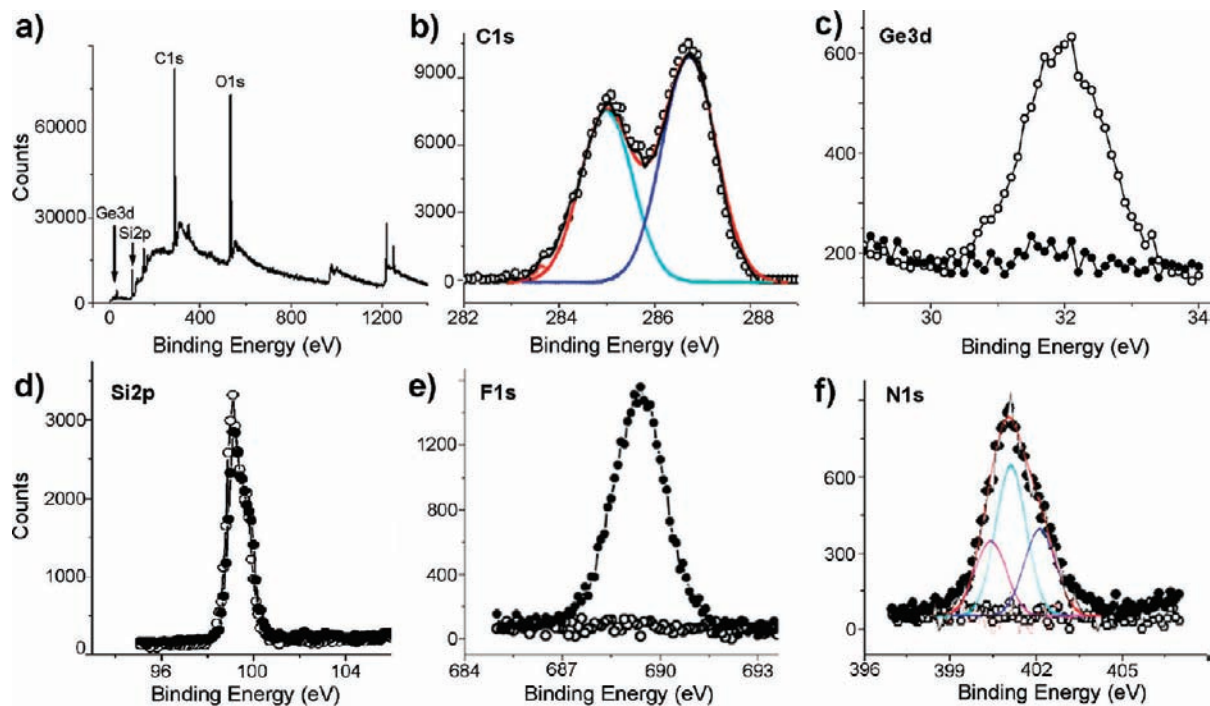 a)
C1s
O1s
Ge3d
Si2p
Counts
60000
30000
0
0
400
800
1200
Binding Energy (eV)
b)
C1s
9000
6000
3000
0
282
284
286
288
Binding Energy (eV)
c)
Ge3d
600
400
200
30
32
34
Binding Energy (eV)
d)
Si2p
Counts
3000
2000
1000
0
96
100
104
Binding Energy (eV)
e)
F1s
1200
800
400
0
684
687
690
693
Binding Energy (eV)
f)
N1s
600
300
0
396
399
402
405
Binding Energy (eV)